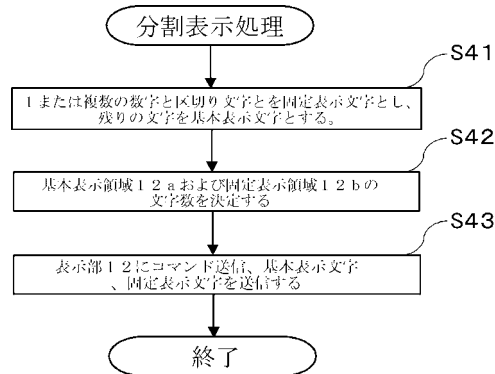 分割表示処理
S41
1または複数の数字と区切り文字とを固定表示文字とし、
残りの文字を基本表示文字とする。
S42
基本表示領域12aおよび固定表示領域12bの
文字数を決定する
S43
表示部12にコマンド送信、基本表示文字
、固定表示文字を送信する
終了